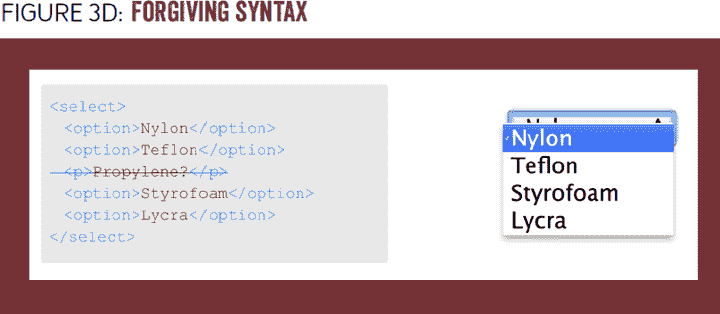 FIGURE 3D: FORGIVING SYNTAX
<select>
<option>Nylon</option>
<option>Teflon</option>
<p>Propylene?</p>
<option>Styrofoam</option>
<option>Lycra</option>
</select>
Nylon
Teflon
Styrofoam
Lycra